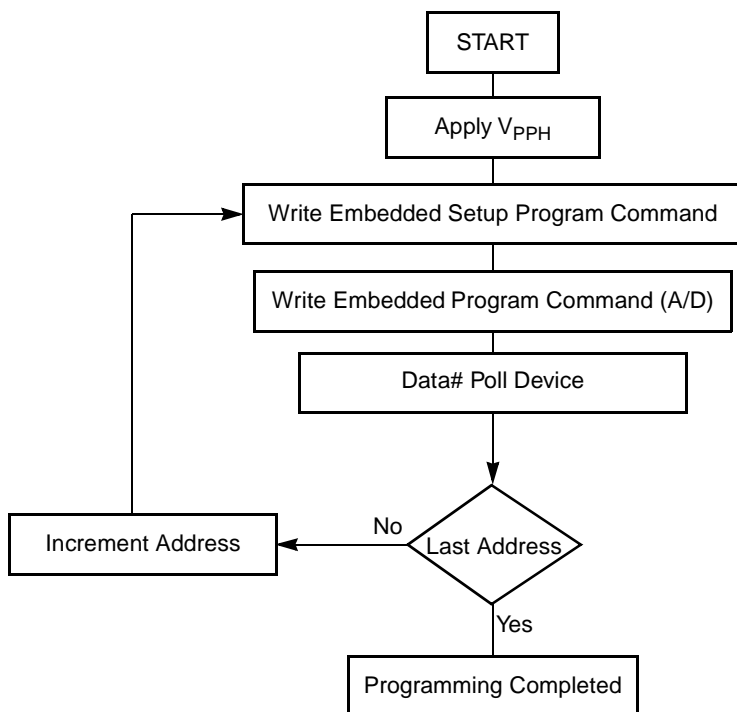 START
Apply VPPH
Write Embedded Setup Program Command
Write Embedded Program Command (A/D)
Data# Poll Device
Last Address
No
Increment Address
Yes
Programming Completed